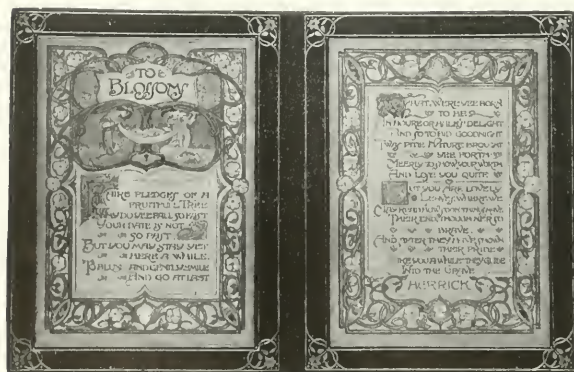 TO
BLOSSOMS
FAIRE PLEDGES OF A
FRUITFULL TREE
WHY DO YEE FALL SO FAST
YOUR DATE IS NOT
SO PAST
BUT YOU MAY STAY YET
HERE A WHILE
TO BLUSH AND GENTLY SMILE
AND GO AT LAST
WHAT WERE YEE BORN
TO BE
AN HOURE OR HALF'S DELIGHT
AND SO TO BID GOODNIGHT
TWAS PITIE NATURE BROUGHT
YEE FORTH
MEERLY TO SHOW YOUR WORTH
AND LOSE YOU QUITE
BUT YOU ARE LOVELY
LEAVES WHERE WE
MAY READ HOW SOON THINGS HAVE
THEIR END THOUGH NE'R SO
BRAVE
AND AFTER THEY HAVE SHOWN
THEIR PRIDE
LIKE YOU A WHILE THEY GLIDE
INTO THE GRAVE
HERRICK